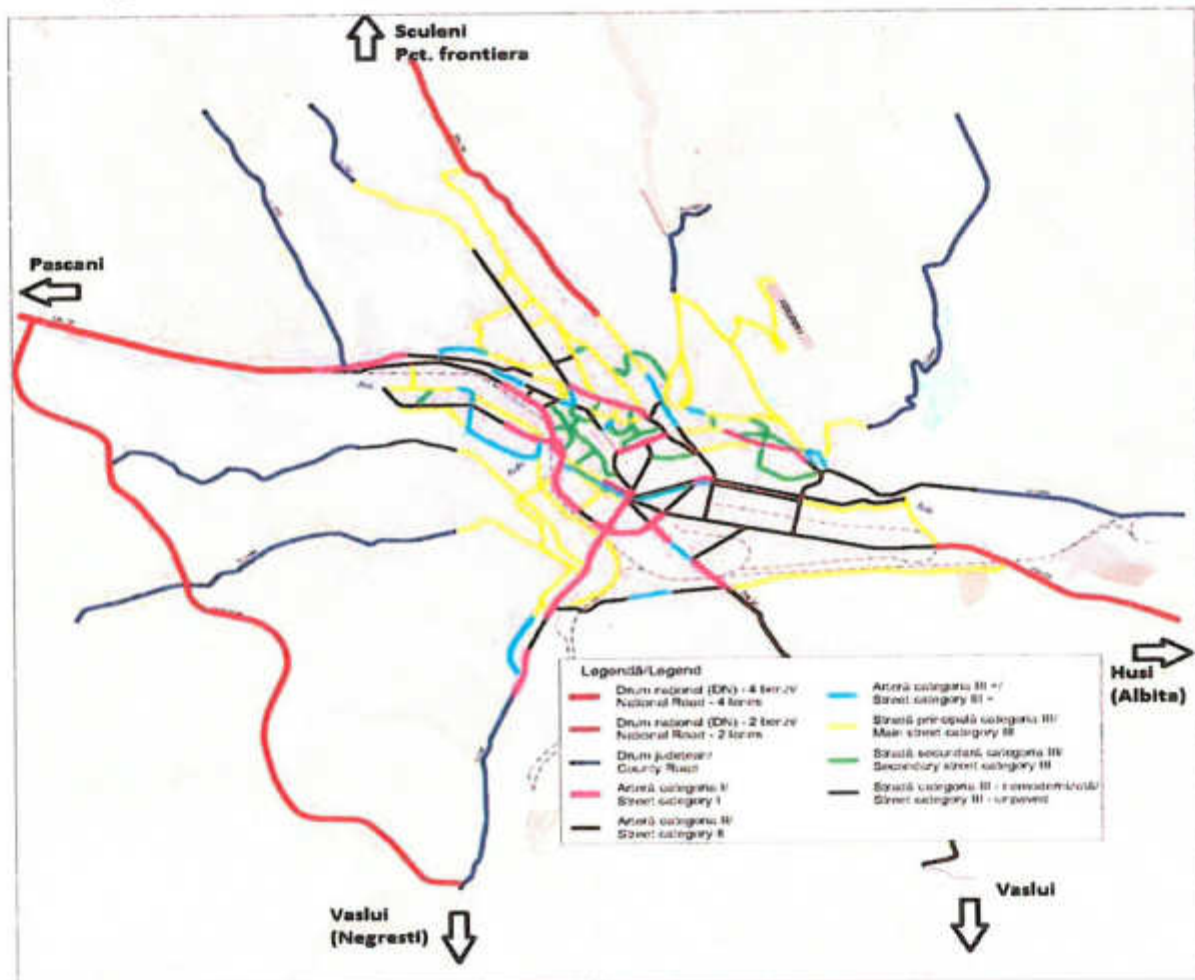 Sculeni
Pct. frontiera
Pascani
Husi
(Albita)
Vaslui
(Negresti)
Vaslui
Legendă/Legend
Drum național (DN) - 4 benzi/
National Road - 4 lanes
Drum național (DN) - 2 benzi/
National Road - 2 lanes
Drum județean/
County Road
Arteră categoria I/
Street category I
Arteră categoria II/
Street category II
Arteră categoria III +/
Street category III +
Stradă principală categoria III/
Main street category III
Stradă secundară categoria III/
Secondary street category III
Stradă categoria III - nemodernizată/
Street category III - unpaved